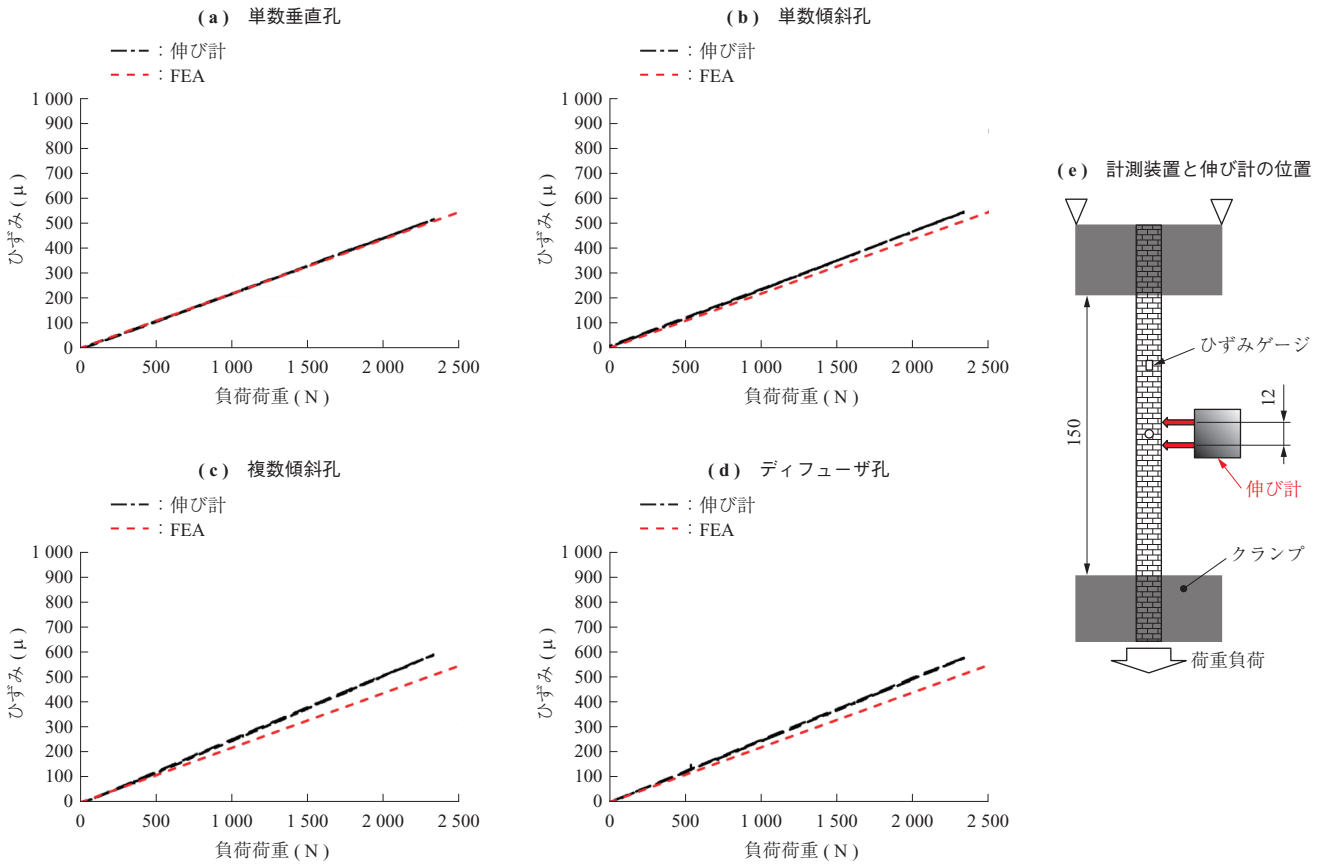 ( a ) 単数垂直孔
: 伸び計
: FEA
1 000
900
800
700
600
500
400
300
200
100
0
ひずみ ( μ )
0 500 1 000 1 500 2 000 2 500
負荷荷重 ( N )
( b ) 単数傾斜孔
: 伸び計
: FEA
1 000
900
800
700
600
500
400
300
200
100
0
ひずみ ( μ )
0 500 1 000 1 500 2 000 2 500
負荷荷重 ( N )
( c ) 複数傾斜孔
: 伸び計
: FEA
1 000
900
800
700
600
500
400
300
200
100
0
ひずみ ( μ )
0 500 1 000 1 500 2 000 2 500
負荷荷重 ( N )
( d ) ディフューザ孔
: 伸び計
: FEA
1 000
900
800
700
600
500
400
300
200
100
0
ひずみ ( μ )
0 500 1 000 1 500 2 000 2 500
負荷荷重 ( N )
( e ) 計測装置と伸び計の位置
ひずみゲージ
12
150
伸び計
クランプ
荷重負荷